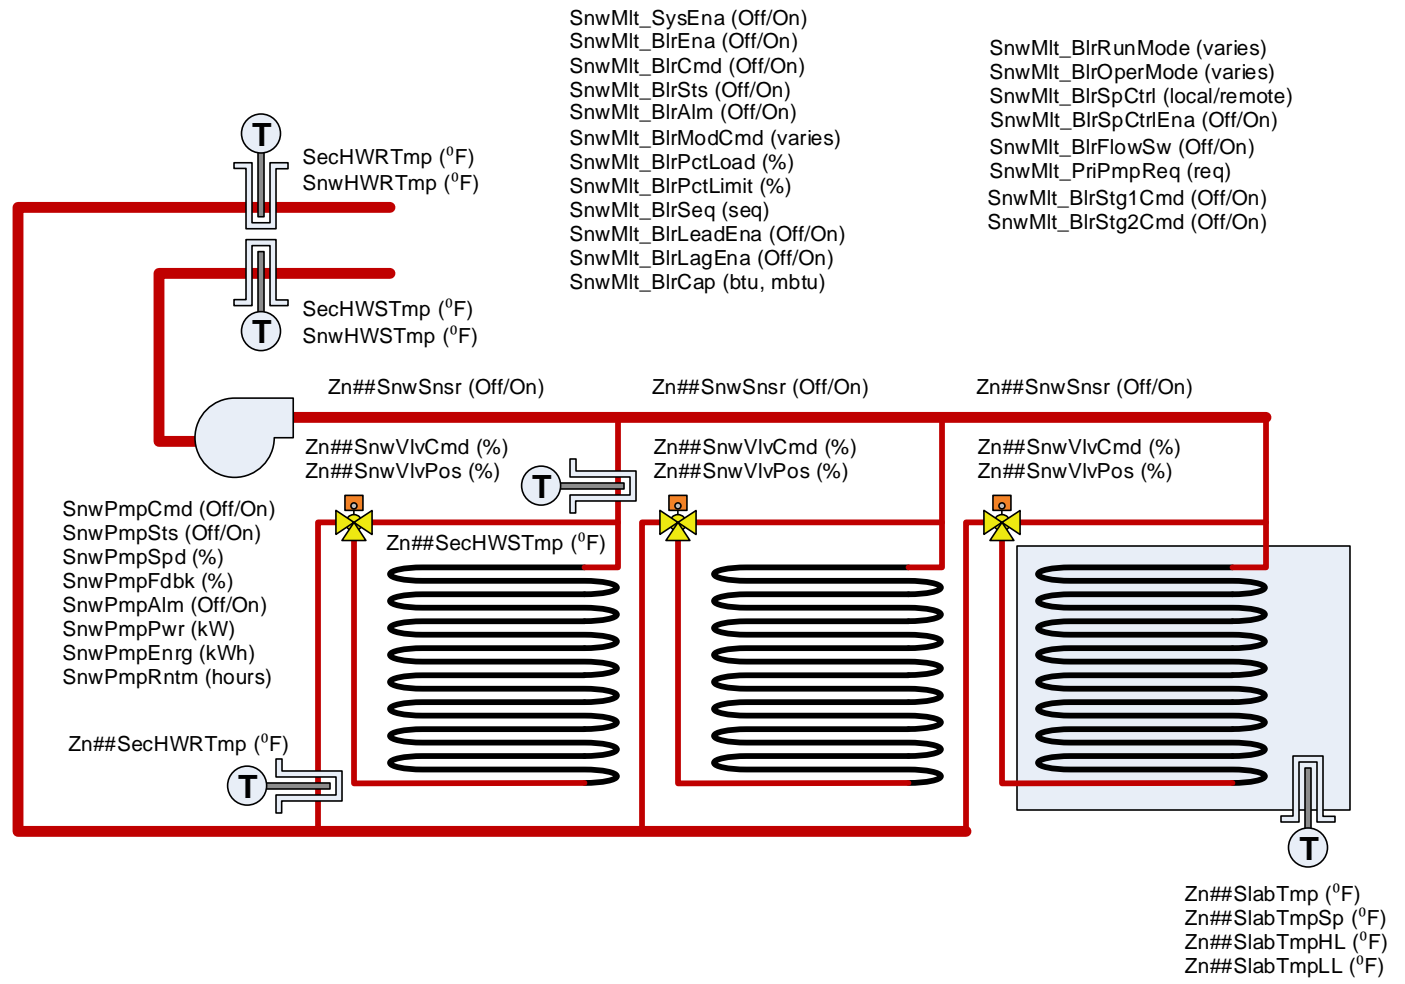 SnwMlt_SysEna (Off/On)
SnwMlt_BlrEna (Off/On)
SnwMlt_BlrCmd (Off/On)
SnwMlt_BlrSts (Off/On)
SnwMlt_BlrAlm (Off/On)
SnwMlt_BlrModCmd (varies)
SnwMlt_BlrPctLoad (%)
SnwMlt_BlrPctLimit (%)
SnwMlt_BlrSeq (seq)
SnwMlt_BlrLeadEna (Off/On)
SnwMlt_BlrLagEna (Off/On)
SnwMlt_BlrCap (btu, mbtu)
SnwMlt_BlrRunMode (varies)
SnwMlt_BlrOperMode (varies)
SnwMlt_BlrSpCtrl (local/remote)
SnwMlt_BlrSpCtrlEna (Off/On)
SnwMlt_BlrFlowSw (Off/On)
SnwMlt_PriPmpReq (req)
SnwMlt_BlrStg1Cmd (Off/On)
SnwMlt_BlrStg2Cmd (Off/On)
T
SecHWRTmp (⁰F)
SnwHWRTmp (⁰F)
SecHWSTmp (⁰F)
SnwHWSTmp (⁰F)
T
Zn##SnwSnsr (Off/On)
Zn##SnwSnsr (Off/On)
Zn##SnwSnsr (Off/On)
Zn##SnwVlvCmd (%)
Zn##SnwVlvPos (%)
Zn##SnwVlvCmd (%)
Zn##SnwVlvPos (%)
Zn##SnwVlvCmd (%)
Zn##SnwVlvPos (%)
T
SnwPmpCmd (Off/On)
SnwPmpSts (Off/On)
SnwPmpSpd (%)
SnwPmpFdbk (%)
SnwPmpAlm (Off/On)
SnwPmpPwr (kW)
SnwPmpEnrg (kWh)
SnwPmpRntm (hours)
Zn##SecHWSTmp (⁰F)
Zn##SecHWRTmp (⁰F)
T
T
Zn##SlabTmp (⁰F)
Zn##SlabTmpSp (⁰F)
Zn##SlabTmpHL (⁰F)
Zn##SlabTmpLL (⁰F)